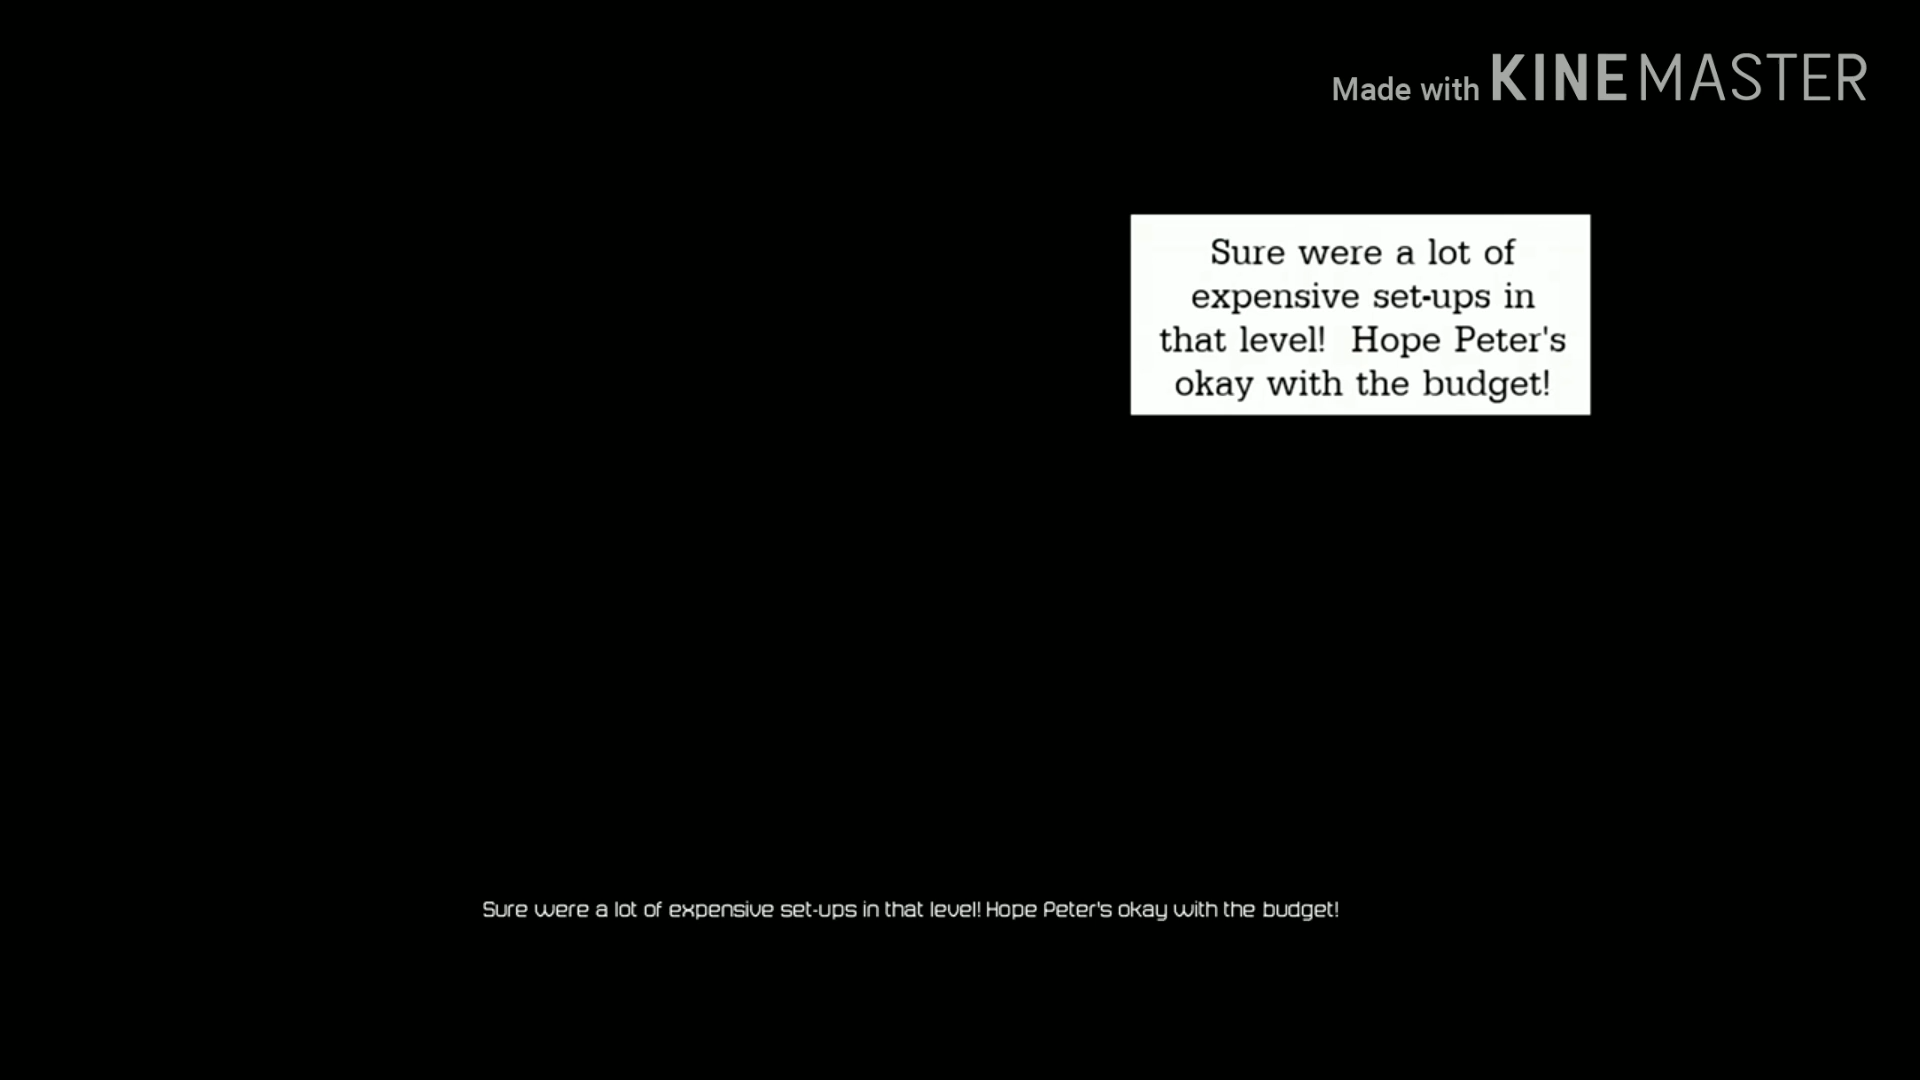 Made with KINEMASTER
Sure were a lot of
expensive set-ups in
that level!  Hope Peter's
okay with the budget!
Sure were a lot of expensive set-ups in that level! Hope Peter's okay with the budget!